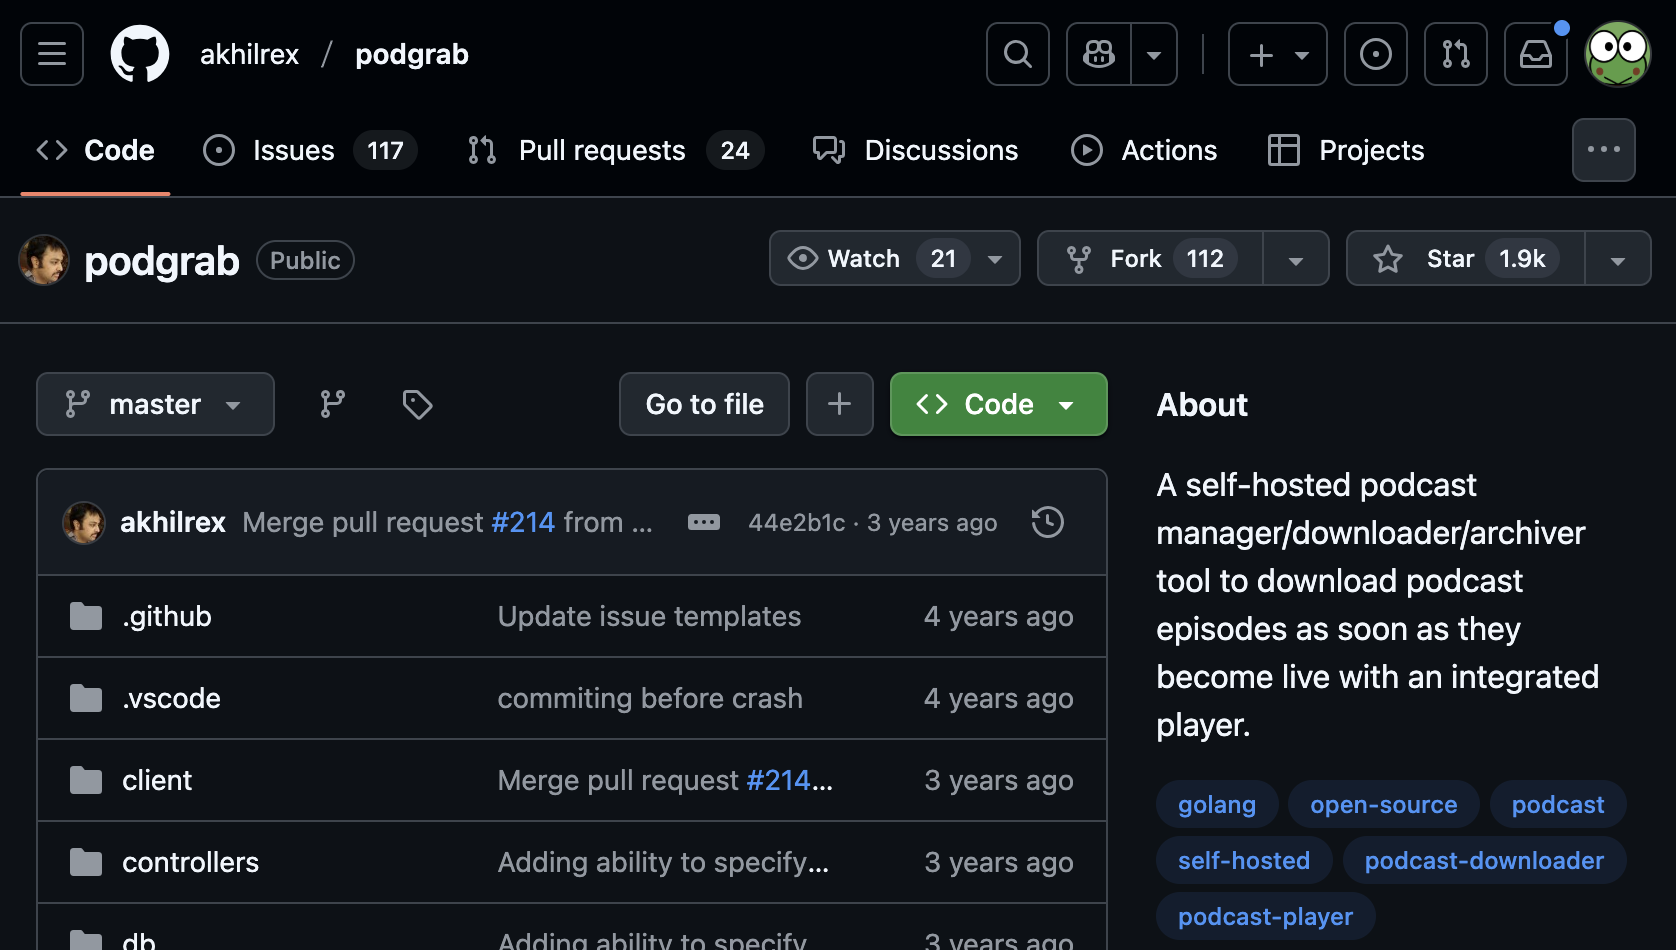 akhilrex / podgrab
Code Issues 117 Pull requests 24 Discussions Actions Projects
podgrab Public Watch 21 Fork 112 Star 1.9k
master Go to file Code
akhilrex Merge pull request #214 from ... 44e2b1c · 3 years ago
.github Update issue templates 4 years ago
.vscode commiting before crash 4 years ago
client Merge pull request #214... 3 years ago
controllers Adding ability to specify... 3 years ago
db Adding ability to specify 3 years ago
About
A self-hosted podcast
manager/downloader/archiver
tool to download podcast
episodes as soon as they
become live with an integrated
player.
golang open-source podcast
self-hosted podcast-downloader
podcast-player